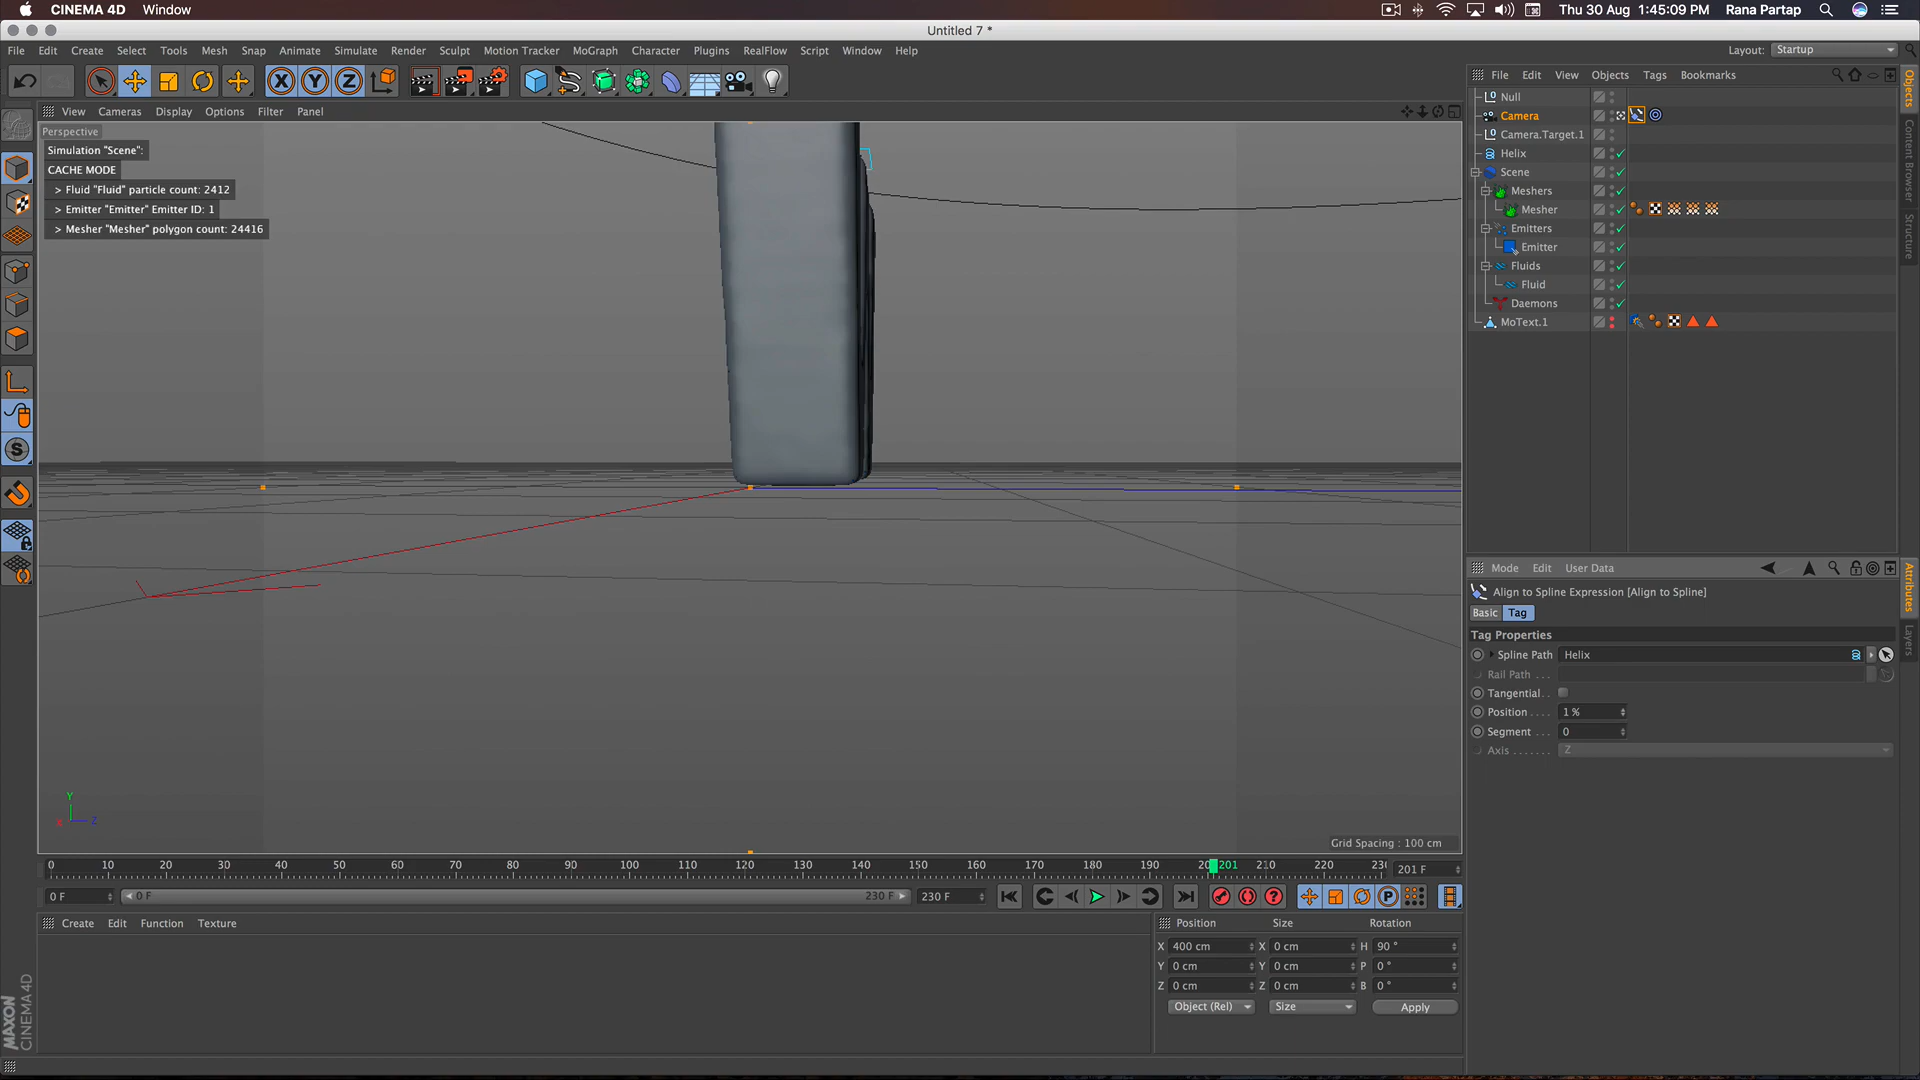 CINEMA 4D Window Thu 30 Aug 1:45:09 PM Rana Partap
Untitled 7 *
File Edit Create Select Tools Mesh Snap Animate Simulate Render Sculpt Motion Tracker MoGraph Character Plugins RealFlow Script Window Help Layout: Startup
File Edit View Objects Tags Bookmarks
View Cameras Display Options Filter Panel
Perspective
Simulation "Scene":
CACHE MODE
> Fluid "Fluid" particle count: 2412
> Emitter "Emitter" Emitter ID: 1
> Mesher "Mesher" polygon count: 24416
Null
Camera
Camera.Target.1
Helix
Scene
Meshers
Mesher
Emitters
Emitter
Fluids
Fluid
Daemons
MoText.1
Objects
Content Browser
Structure
Mode Edit User Data
Align to Spline Expression [Align to Spline]
Basic Tag
Tag Properties
Spline Path Helix
Rail Path . . .
Tangential . .
Position . . . . 1 %
Segment . . . 0
Axis . . . . . . . Z
Attributes
Layers
Y
X Z
Grid Spacing : 100 cm
0 10 20 30 40 50 60 70 80 90 100 110 120 130 140 150 160 170 180 190 20 201 210 220 230 201 F
0 F 0 F 230 F 230 F
Create Edit Function Texture
Position Size Rotation
X 400 cm X 0 cm H 90 °
Y 0 cm Y 0 cm P 0 °
Z 0 cm Z 0 cm B 0 °
Object (Rel) Size Apply
MAXON
CINEMA 4D